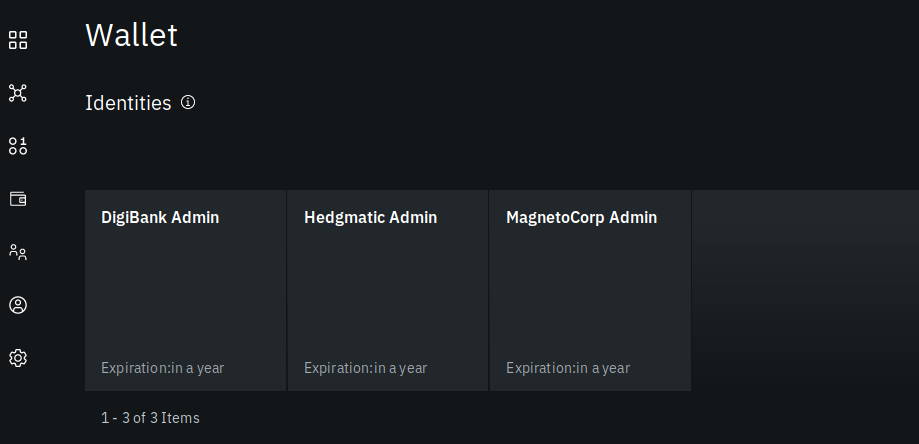 Wallet
Identities
DigiBank Admin
Hedgmatic Admin
MagnetoCorp Admin
Expiration:in a year
Expiration:in a year
Expiration:in a year
1 - 3 of 3 Items